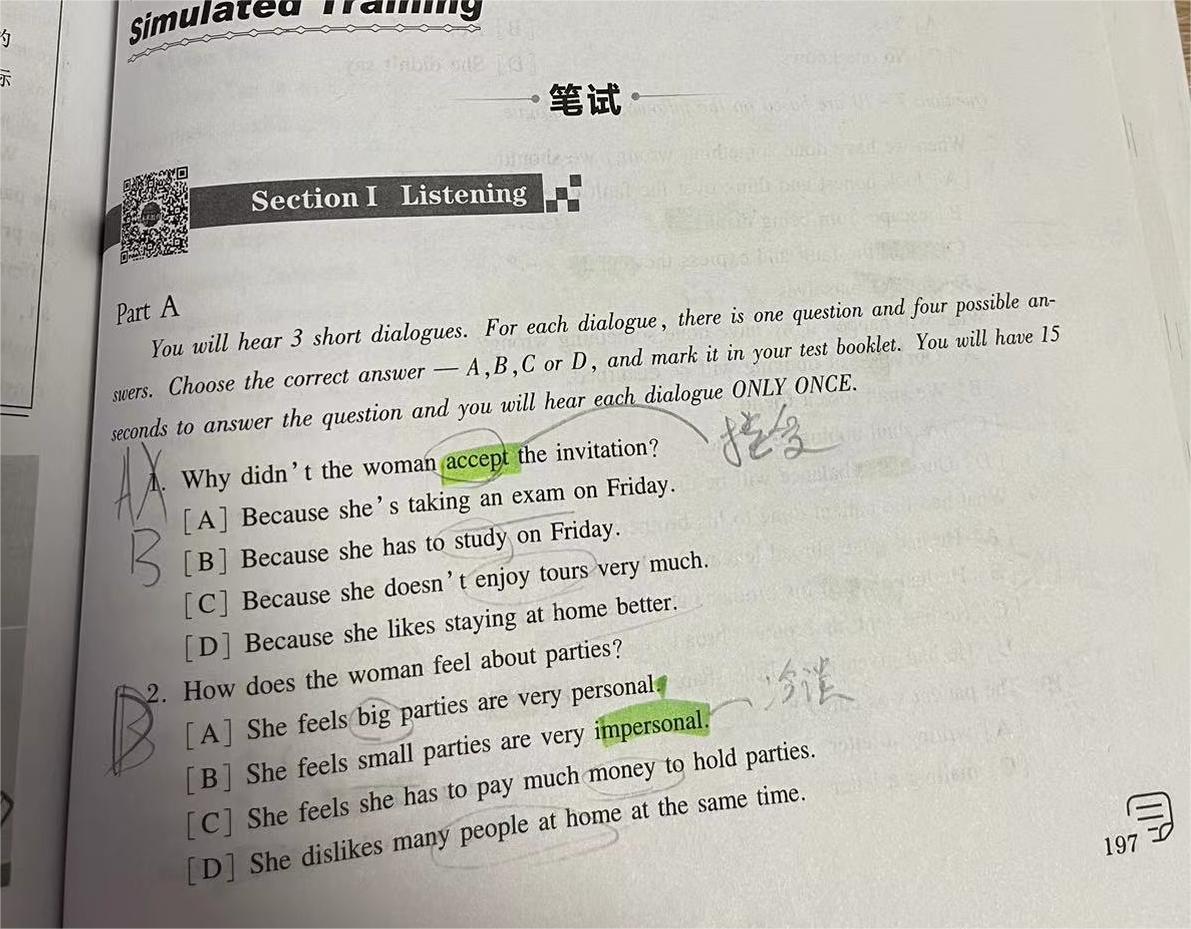 的
标
Simulated Training
笔试
Section I Listening
Part A
You will hear 3 short dialogues. For each dialogue, there is one question and four possible an-
swers. Choose the correct answer — A,B,C or D, and mark it in your test booklet. You will have 15
seconds to answer the question and you will hear each dialogue ONLY ONCE.
接受
A
1. Why didn't the woman accept the invitation?
[A] Because she's taking an exam on Friday.
B
[B] Because she has to study on Friday.
[C] Because she doesn't enjoy tours very much.
[D] Because she likes staying at home better.
2. How does the woman feel about parties?
冷淡
[A] She feels big parties are very personal.
B
[B] She feels small parties are very impersonal.
[C] She feels she has to pay much money to hold parties.
[D] She dislikes many people at home at the same time.
197